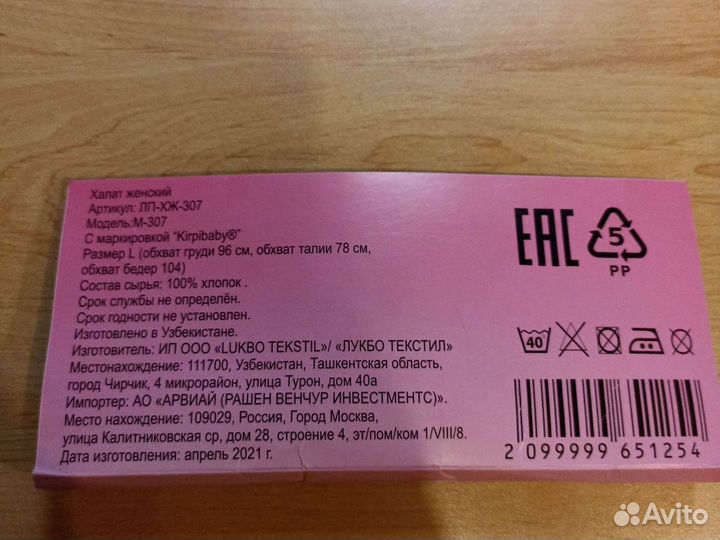 Халат женский
Артикул: ЛП-ХЖ-307
Модель:М-307
С маркировкой “Kirpibaby®”
Размер L (обхват груди 96 см, обхват талии 78 см,
обхват бедер 104)
Состав сырья: 100% хлопок .
Срок службы не определён.
Срок годности не установлен.
Изготовлено в Узбекистане.
Изготовитель: ИП ООО «LUKBO TEKSTIL»/ «ЛУКБО ТЕКСТИЛ»
Местонахождение: 111700, Узбекистан, Ташкентская область,
город Чирчик, 4 микрорайон, улица Турон, дом 40а
Импортер: АО «АРВИАЙ (РАШЕН ВЕНЧУР ИНВЕСТМЕНТС)».
Место нахождение: 109029, Россия, Город Москва,
улица Калитниковская ср, дом 28, строение 4, эт/пом/ком 1/VIII/8.
Дата изготовления: апрель 2021 г.
EAC
5
PP
40
2 099999 651254
Avito